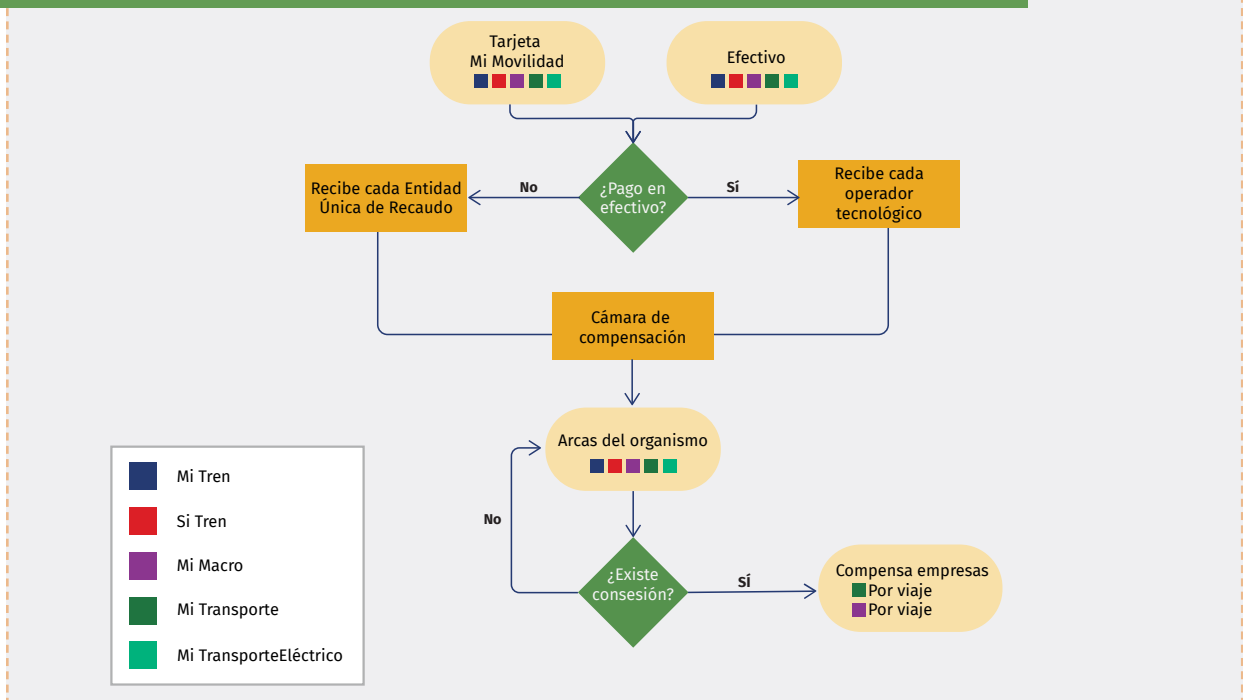 Tarjeta
Mi Movilidad
Efectivo
Recibe cada Entidad
Única de Recaudo
No
¿Pago en
efectivo?
Sí
Recibe cada
operador
tecnológico
Cámara de
compensación
Arcas del organismo
No
¿Existe
consesión?
SÍ
Compensa empresas
Por viaje
Por viaje
Mi Tren
Si Tren
Mi Macro
Mi Transporte
Mi TransporteEléctrico